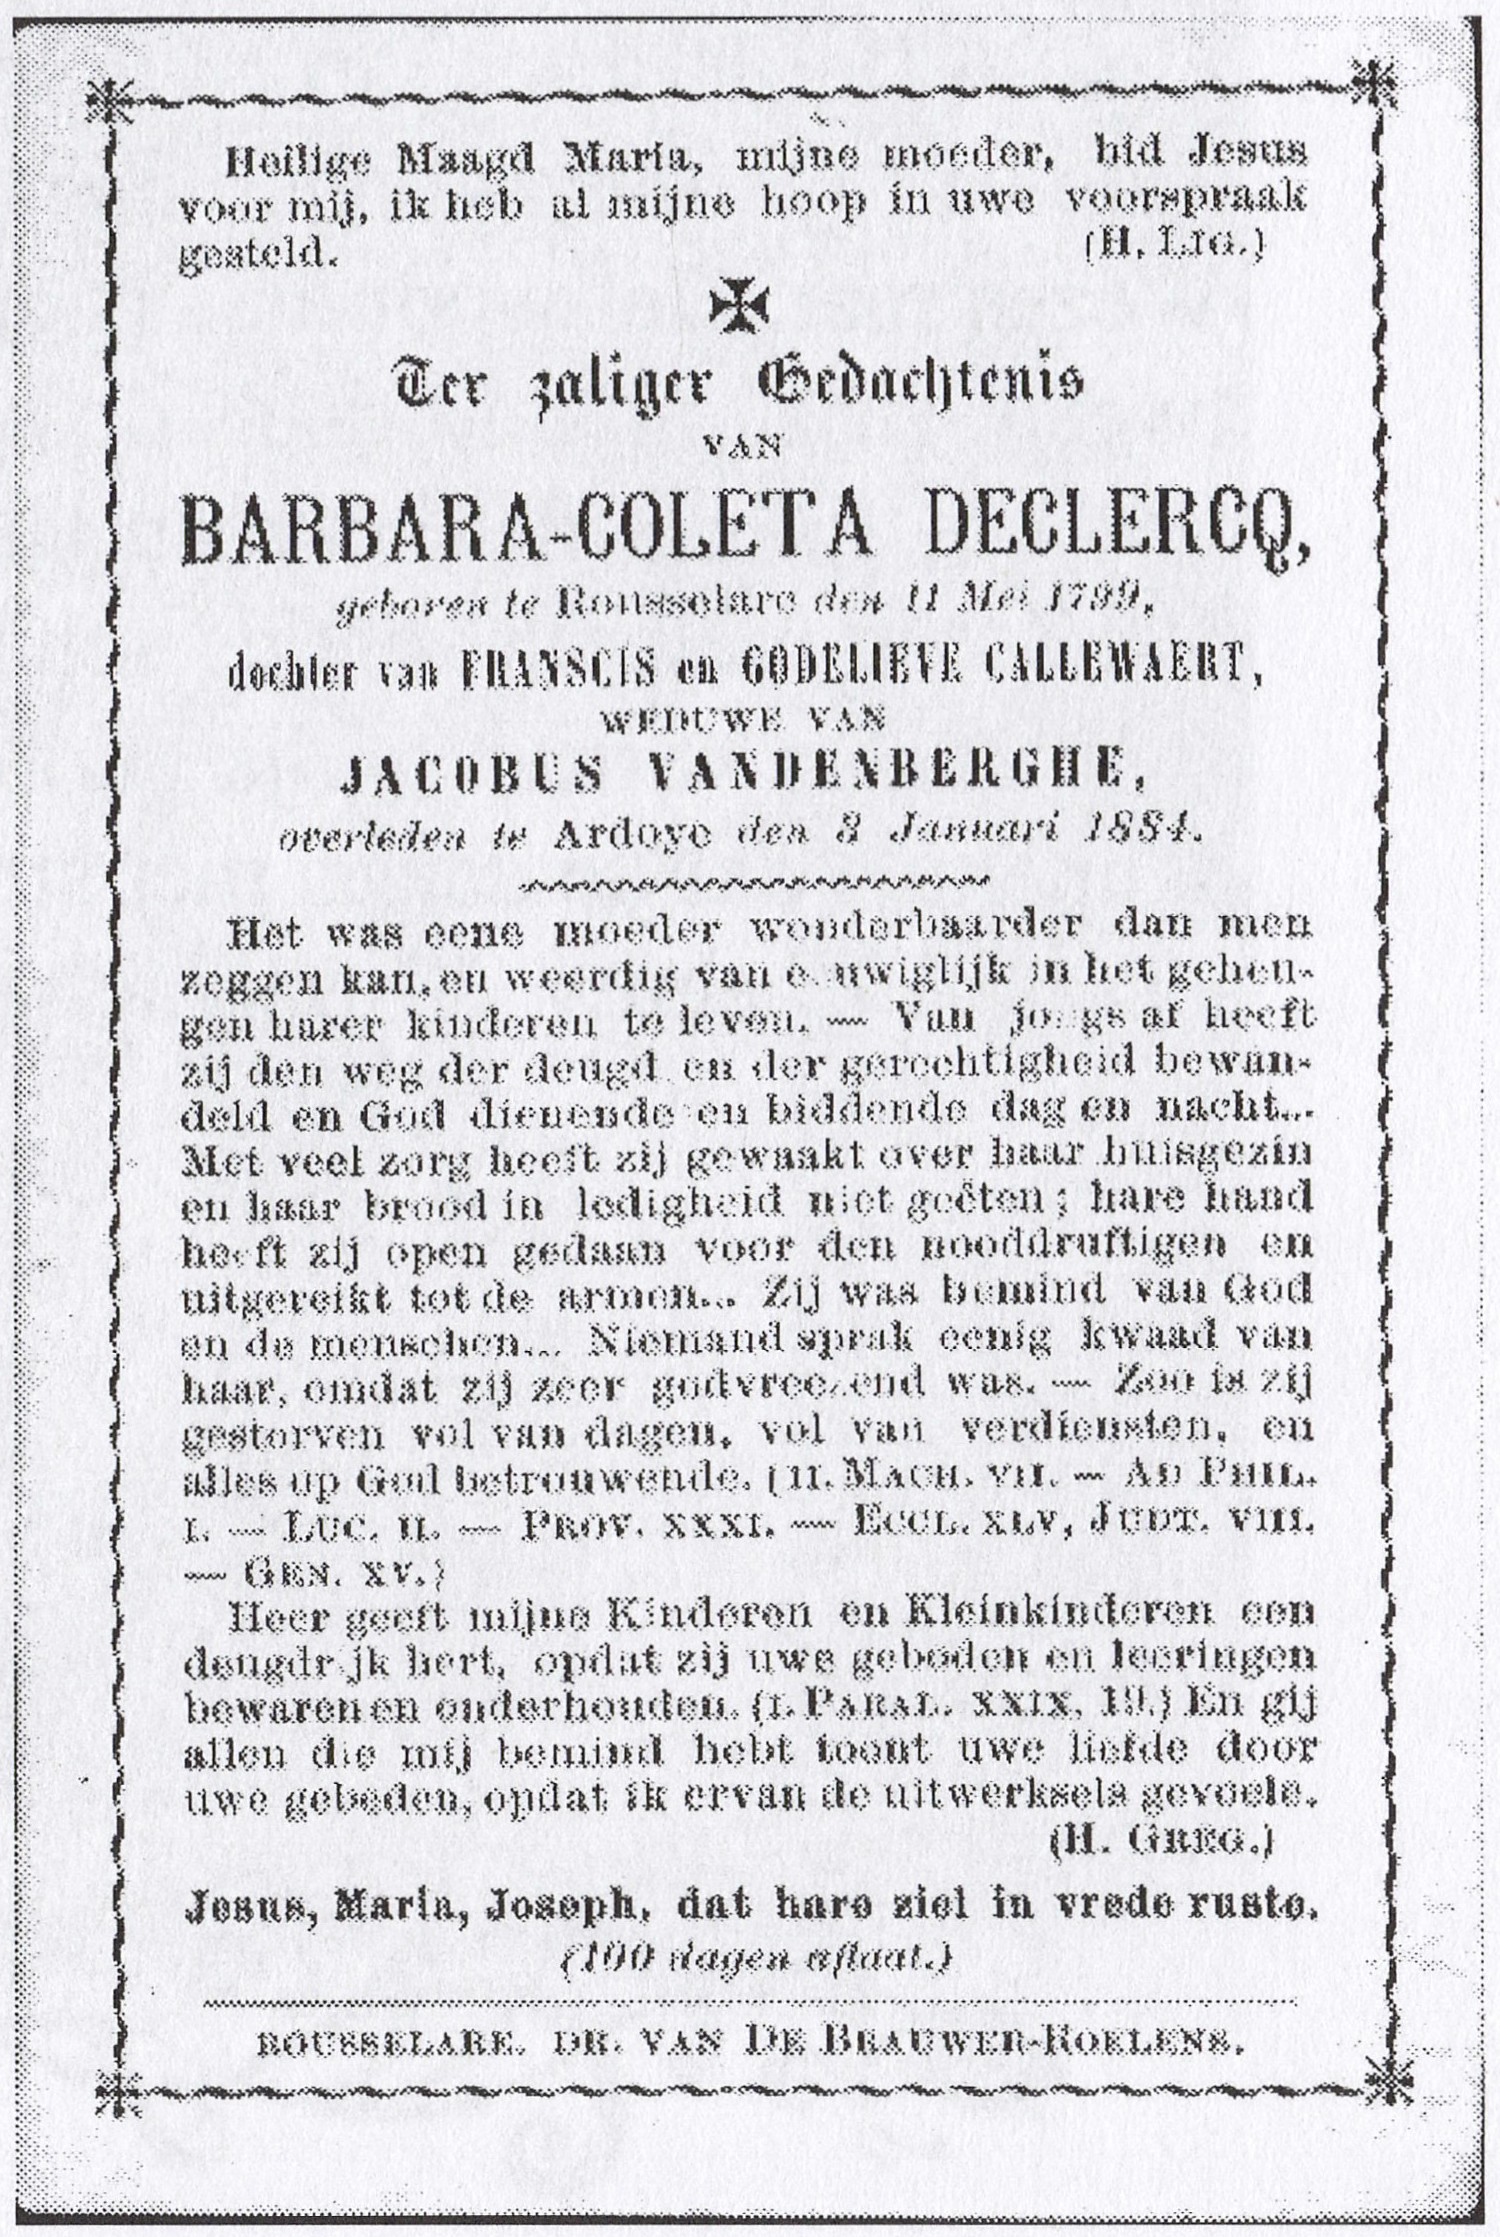 Heilige Maagd Maria, mijne moeder, bid Jesus
voor mij, ik heb al mijne hoop in uwe voorspraak
gesteld. (H. LIG.)
Ter zaliger Gedachtenis
VAN
BARBARA-COLETA DECLERCQ,
geboren te Rousselare den 11 Mei 1799,
dochter van FRANSCIS en GODELIEVE CALLEWAERT,
WEDUWE VAN
JACOBUS VANDENBERGHE,
overleden te Ardoye den 3 Januari 1884.
Het was eene moeder wonderbaarder dan men
zeggen kan, en weerdig van eeuwiglijk in het geheu-
gen harer kinderen te leven. — Van jongs af heeft
zij den weg der deugd en der gerechtigheid bewan-
deld en God dienende en biddende dag en nacht...
Met veel zorg heeft zij gewaakt over haar huisgezin
en haar brood in ledigheid niet geêten; hare hand
heeft zij open gedaan voor den nooddruftigen en
uitgereikt tot de armen... Zij was bemind van God
en de menschen... Niemand sprak eenig kwaad van
haar, omdat zij zeer godvreezend was. — Zoo is zij
gestorven vol van dagen, vol van verdiensten, en
alles op God betrouwende. (II. MACH. VII. — AD PHIL.
I. — LUC. II. — PROV. XXXI. — ECCL. XLV, JUDT. VIII.
— GEN. XV.)
Heer geeft mijne Kinderen en Kleinkinderen een
deugdrijk hert, opdat zij uwe geboden en leeringen
bewaren en onderhouden. (I. PARAL. XXIX, 19.) En gij
allen die mij bemind hebt toont uwe liefde door
uwe gebeden, opdat ik ervan de uitwerksels gevoele.
(H. GREG.)
Jesus, Maria, Joseph, dat hare ziel in vrede ruste.
(100 dagen aflaat.)
ROUSSELARE. DR. VAN DE BRAUWER-ROELENS.